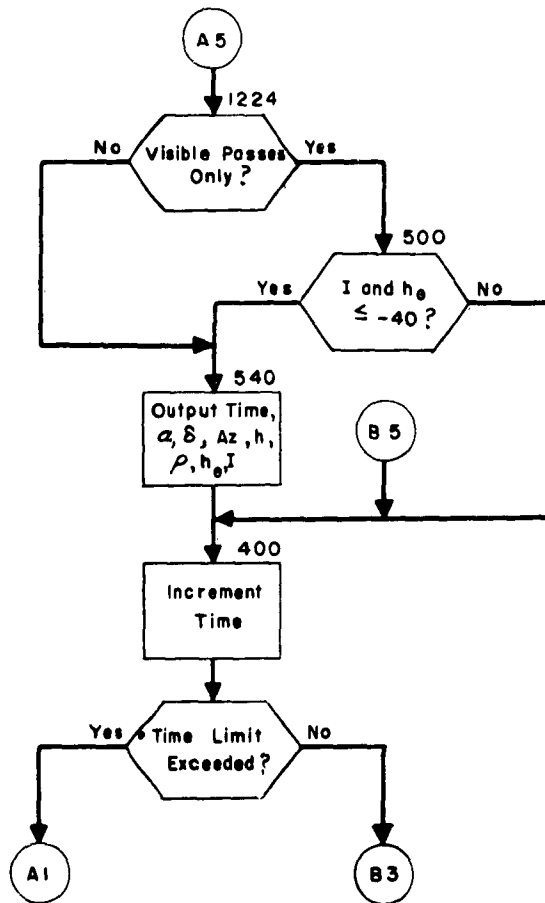 A5
1224
No
Visible Passes
Only?
Yes
500
Yes
I and hₑ
≤ -40?
No
540
Output Time,
α, δ, Az, h,
ρ, hₑ, I
B5
400
Increment
Time
Yes
Time Limit
Exceeded?
No
A1
B3